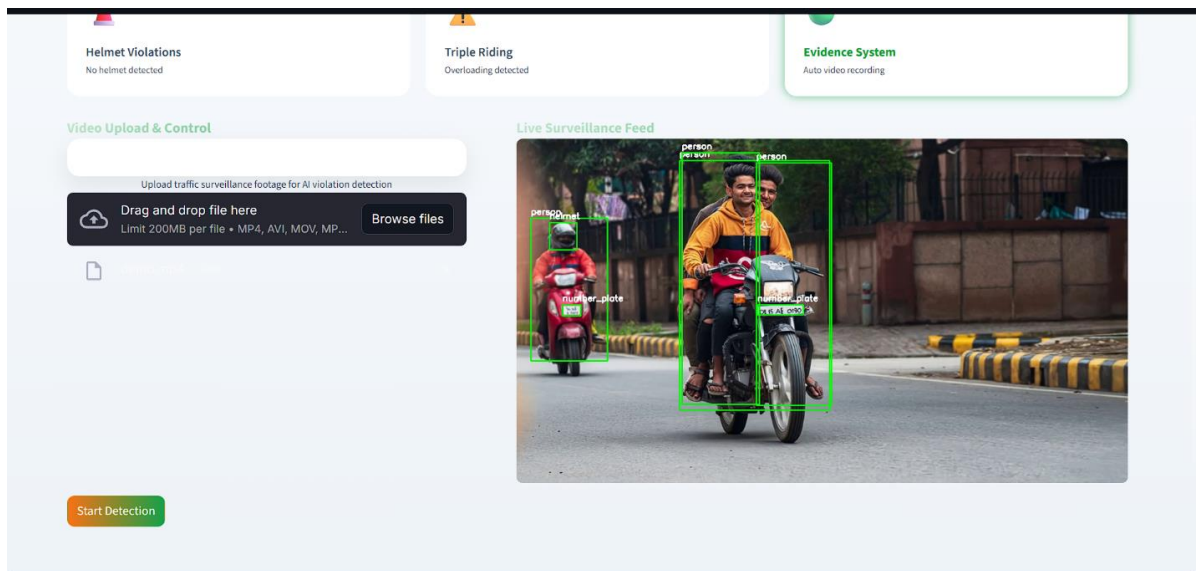 Helmet Violations
No helmet detected
Triple Riding
Overloading detected
Evidence System
Auto video recording
Video Upload & Control
Upload traffic surveillance footage for AI violation detection
Drag and drop file here
Limit 200MB per file • MP4, AVI, MOV, MP...
Browse files
Start Detection
Live Surveillance Feed
person
person
person
person
helmet
number_plate
number_plate